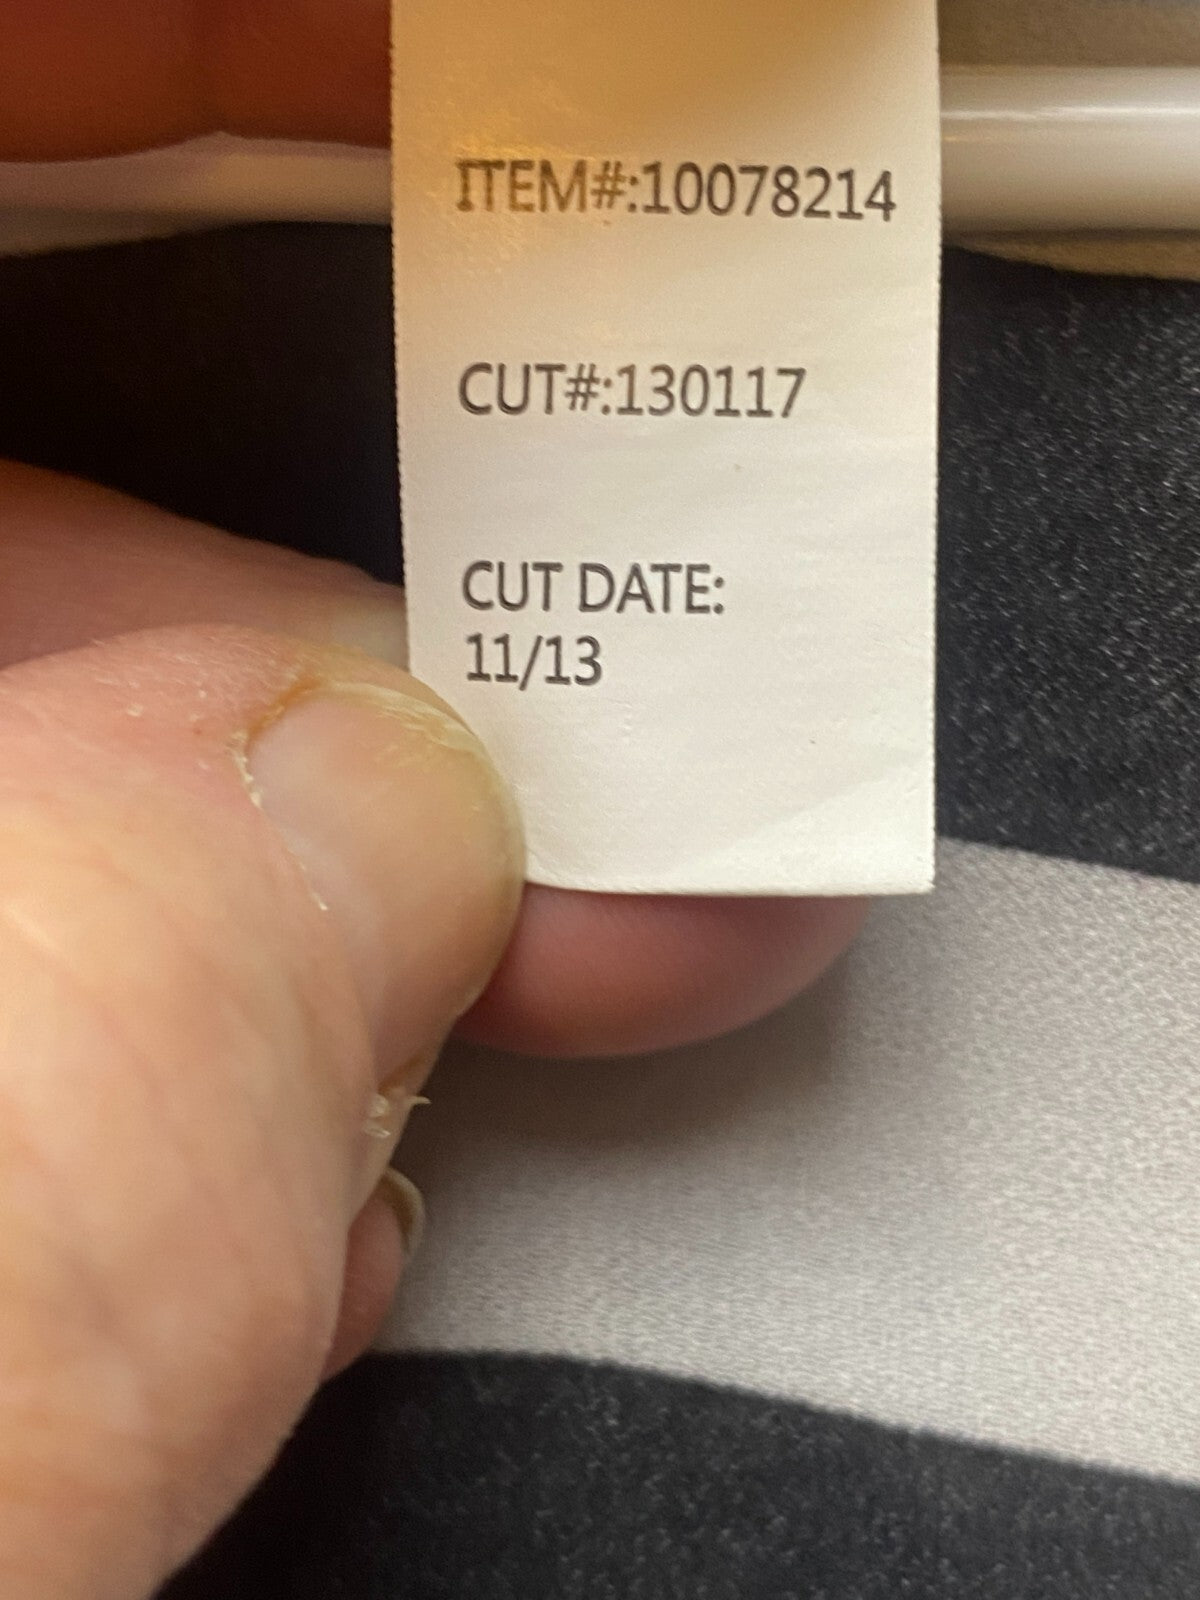 ITEM#:10078214
CUT#:130117
CUT DATE:
11/13